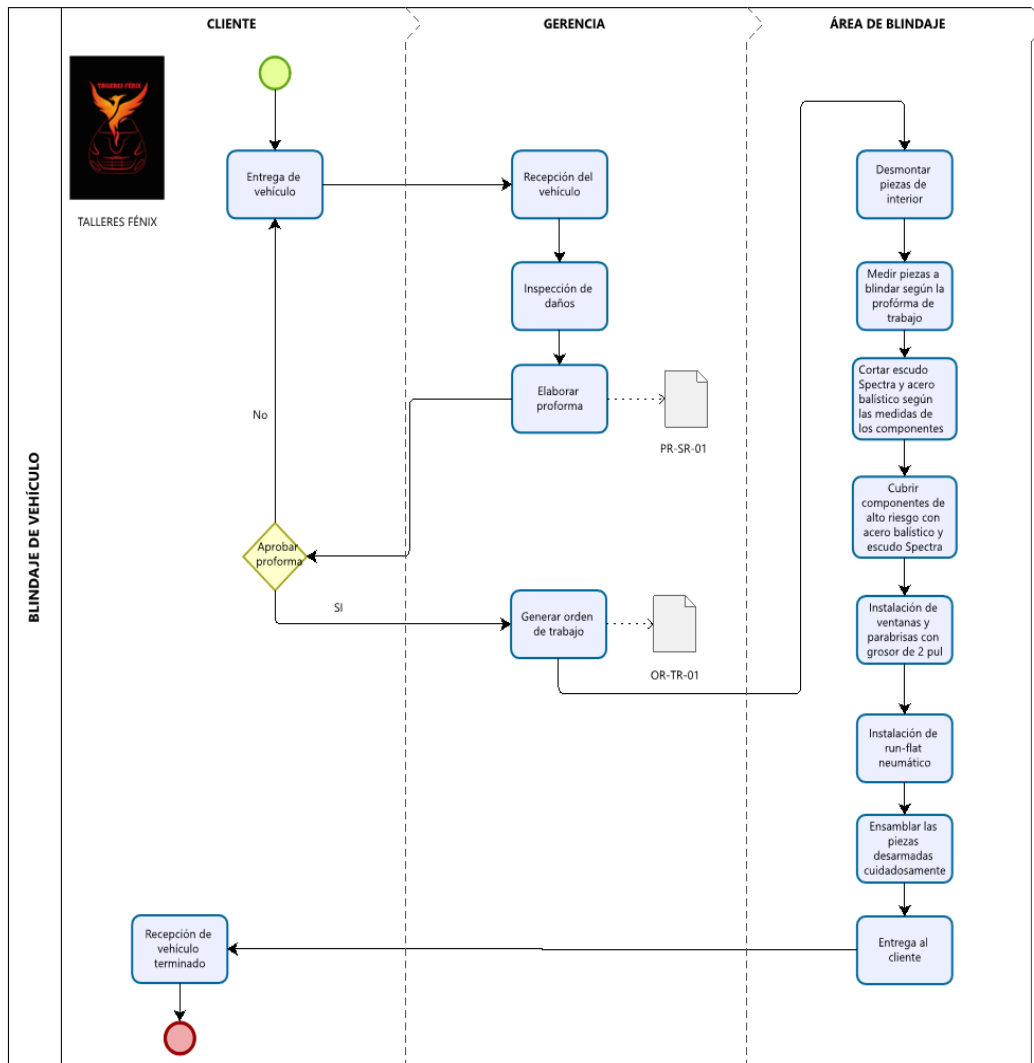 CLIENTE
GERENCIA
ÁREA DE BLINDAJE
BLINDAJE DE VEHÍCULO
TALLERES FÉNIX
TALLERES FÉNIX
Entrega de
vehículo
Recepción del
vehículo
Inspección de
daños
Elaborar
proforma
PR-SR-01
No
Aprobar
proforma
SI
Generar orden
de trabajo
OR-TR-01
Desmontar
piezas de
interior
Medir piezas a
blindar según la
profórma de
trabajo
Cortar escudo
Spectra y acero
balístico según
las medidas de
los componentes
Cubrir
componentes de
alto riesgo con
acero balístico y
escudo Spectra
Instalación de
ventanas y
parabrisas con
grosor de 2 pul
Instalación de
run-flat
neumático
Ensamblar las
piezas
desarmadas
cuidadosamente
Entrega al
cliente
Recepción de
vehículo
terminado